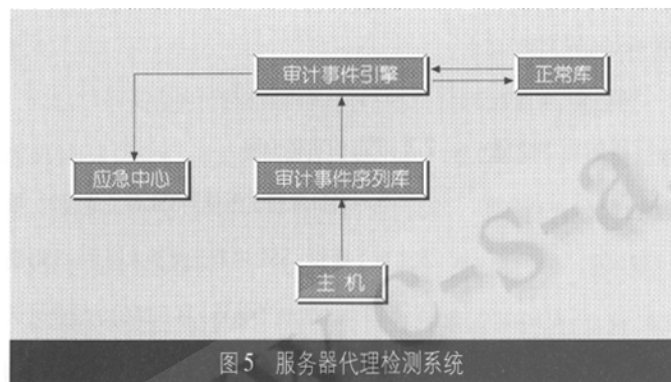 审计事件引擎
正常库
应急中心
审计事件序列库
主 机
c-s-a
图5 服务器代理检测系统